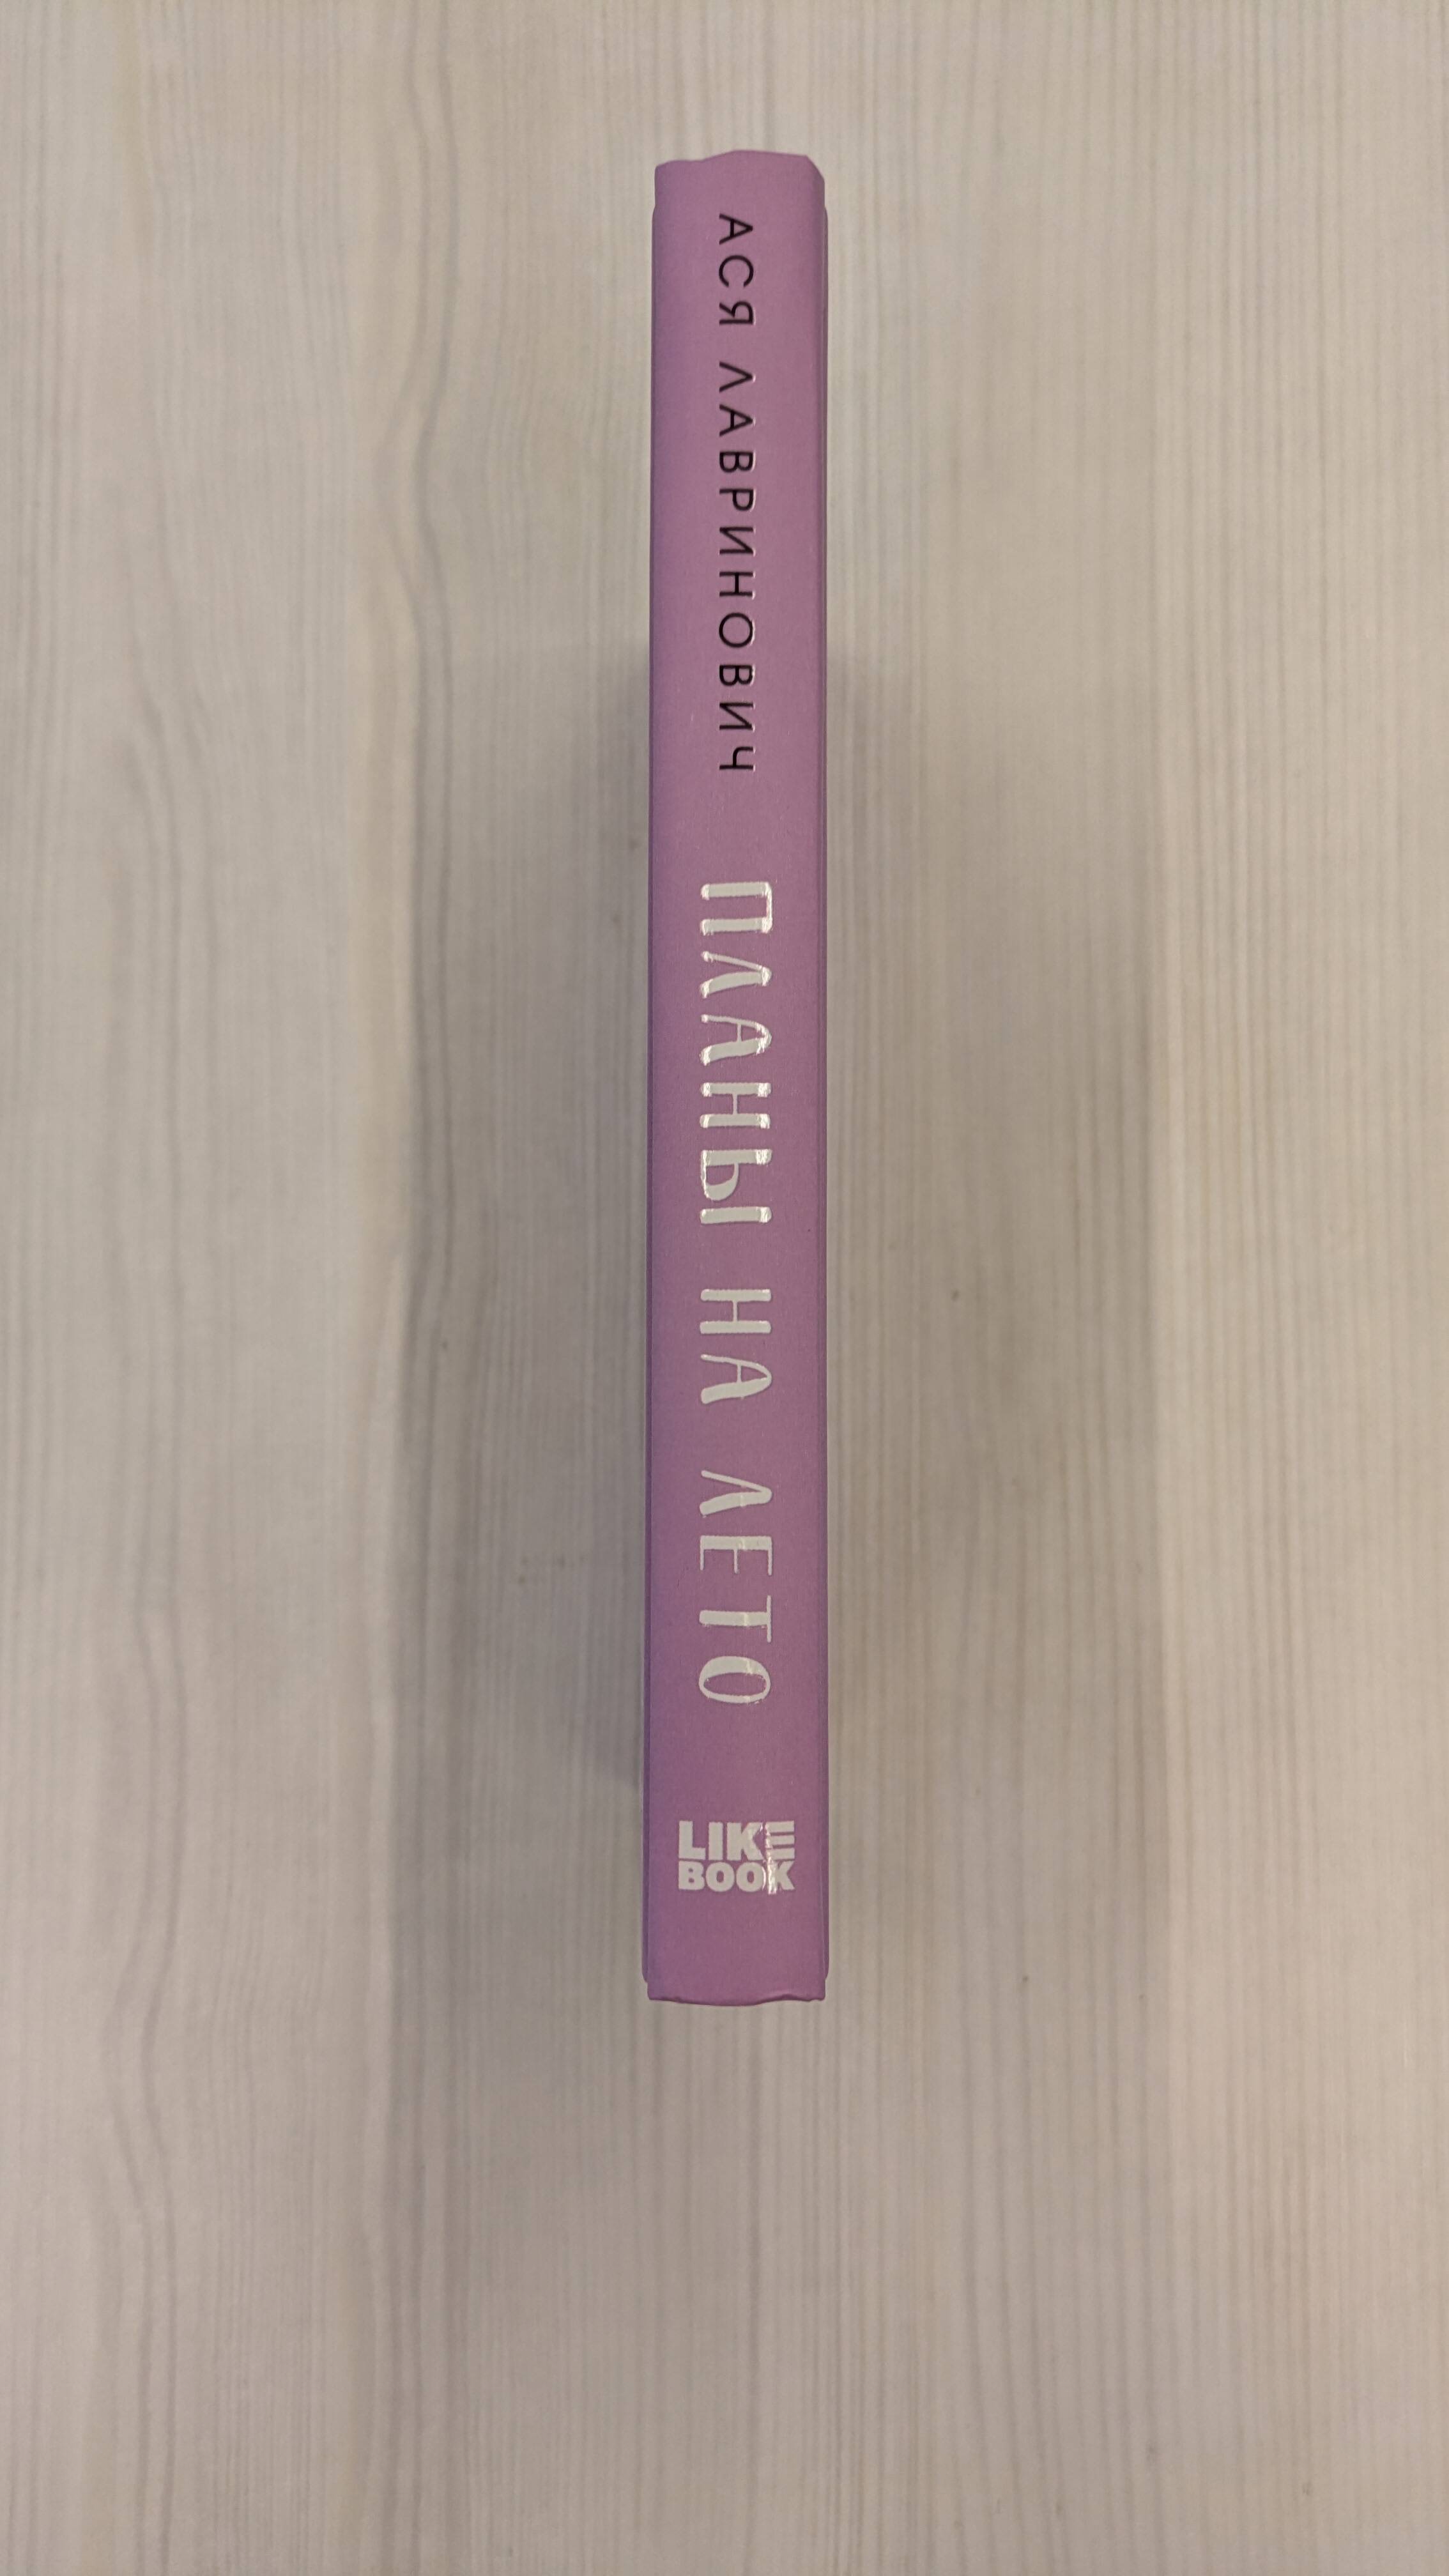 АСЯ ЛАВРИНОВИЧ
ПЛАНЫ НА ЛЕТО
LIKE
BOOK